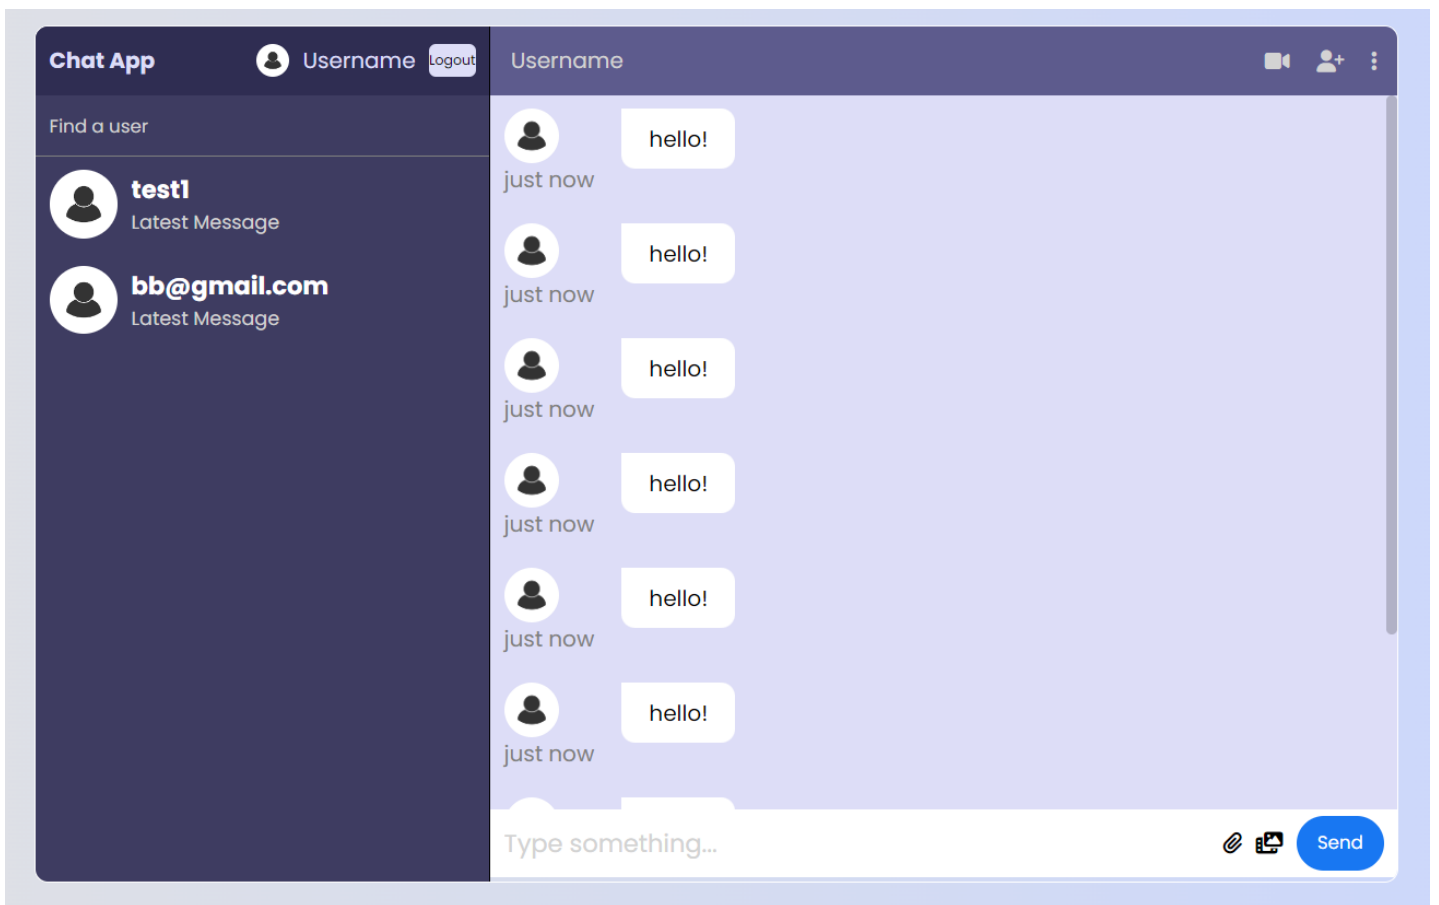 Chat App
Username
Logout
Find a user
test1
Latest Message
bb@gmail.com
Latest Message
Username
hello!
just now
hello!
just now
hello!
just now
hello!
just now
hello!
just now
hello!
just now
Type something...
Send